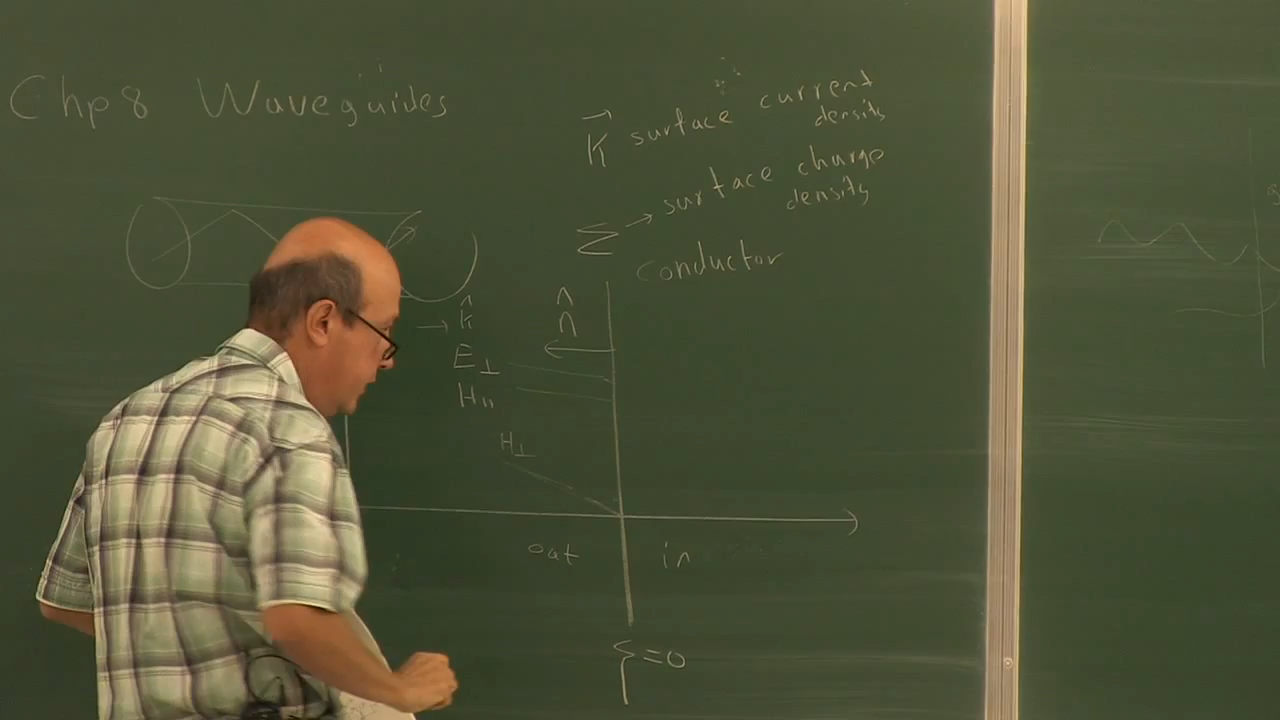 Chp 8 Waveguides
K⃗ surface current
density
Σ → surface charge
density
conductor
k̂
n̂
E⊥
H∥
H⊥
out in
ξ = 0